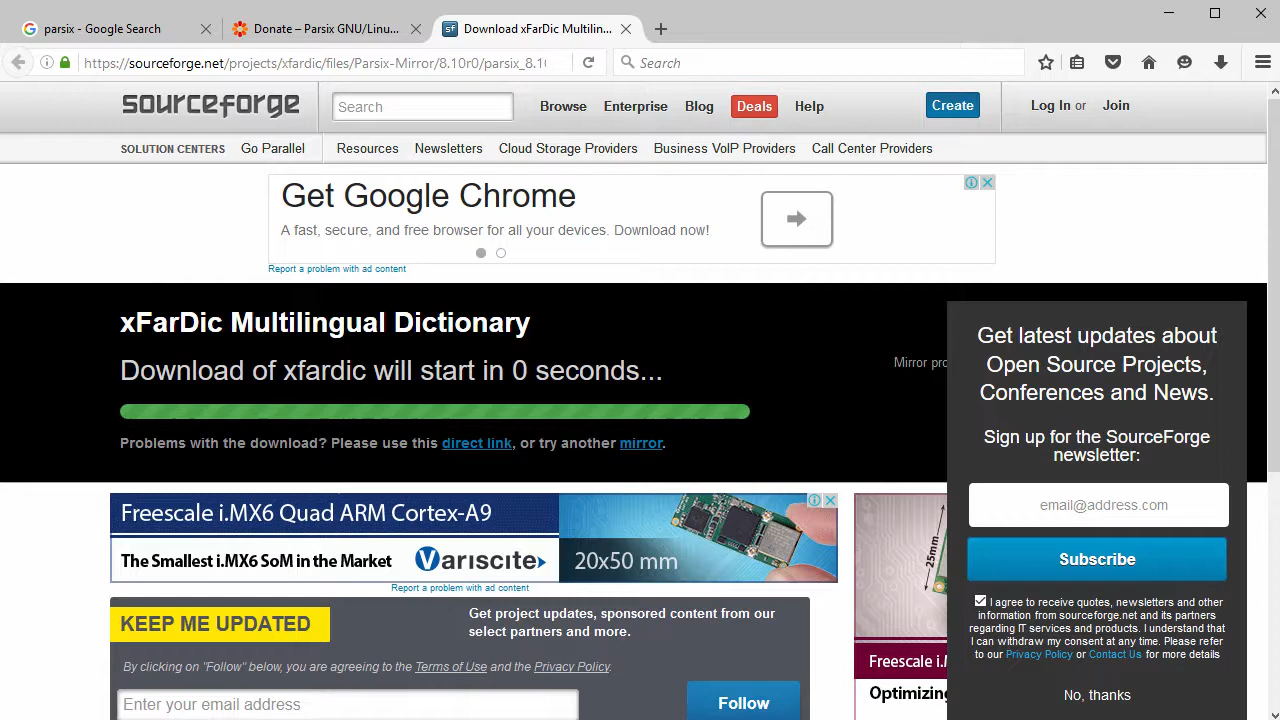 parsix - Google Search
Donate – Parsix GNU/Linu...
sf
Download xFarDic Multilin...
https://sourceforge.net/projects/xfardic/files/Parsix-Mirror/8.10r0/parsix_8.1
Search
sourceforge
Search
Browse
Enterprise
Blog
Deals
Help
Create
Log In or Join
SOLUTION CENTERS
Go Parallel
Resources
Newsletters
Cloud Storage Providers
Business VoIP Providers
Call Center Providers
Get Google Chrome
A fast, secure, and free browser for all your devices. Download now!
Report a problem with ad content
xFarDic Multilingual Dictionary
Download of xfardic will start in 0 seconds...
Mirror pro
Problems with the download? Please use this direct link, or try another mirror.
Get latest updates about
Open Source Projects,
Conferences and News.
Sign up for the SourceForge
newsletter:
email@address.com
Subscribe
I agree to receive quotes, newsletters and other
information from sourceforge.net and its partners
regarding IT services and products. I understand that
I can withdraw my consent at any time. Please refer
to our Privacy Policy or Contact Us for more details
No, thanks
Freescale i.MX6 Quad ARM Cortex-A9
The Smallest i.MX6 SoM in the Market
Variscite
20x50 mm
Report a problem with ad content
25mm
Freescale i.M
Optimizing
KEEP ME UPDATED
Get project updates, sponsored content from our
select partners and more.
By clicking on "Follow" below, you are agreeing to the Terms of Use and the Privacy Policy.
Enter your email address
Follow